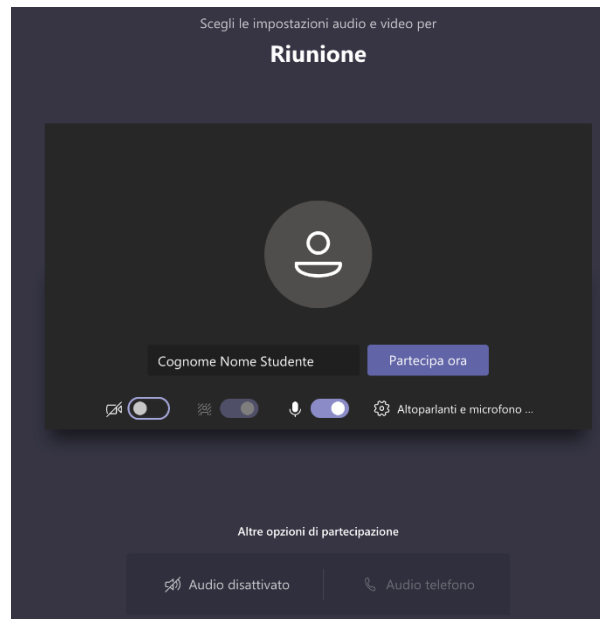 Scegli le impostazioni audio e video per
Riunione
Cognome Nome Studente
Partecipa ora
Altoparlanti e microfono ...
Altre opzioni di partecipazione
Audio disattivato
Audio telefono